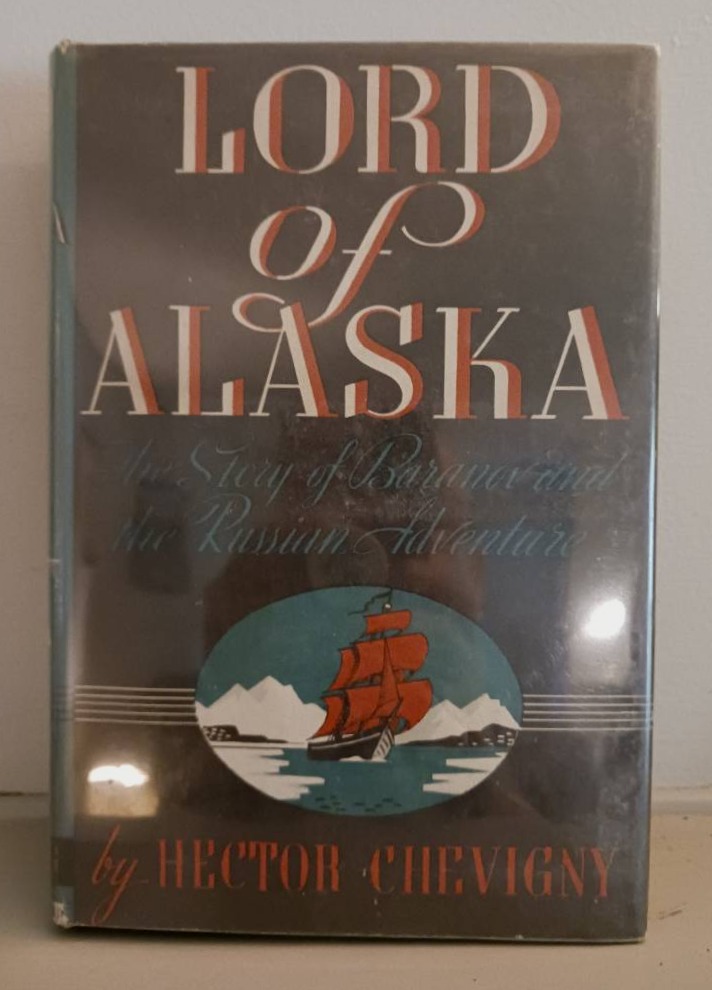 LORD
of
ALASKA
The Story of Baranov and
the Russian Adventure
by HECTOR CHEVIGNY